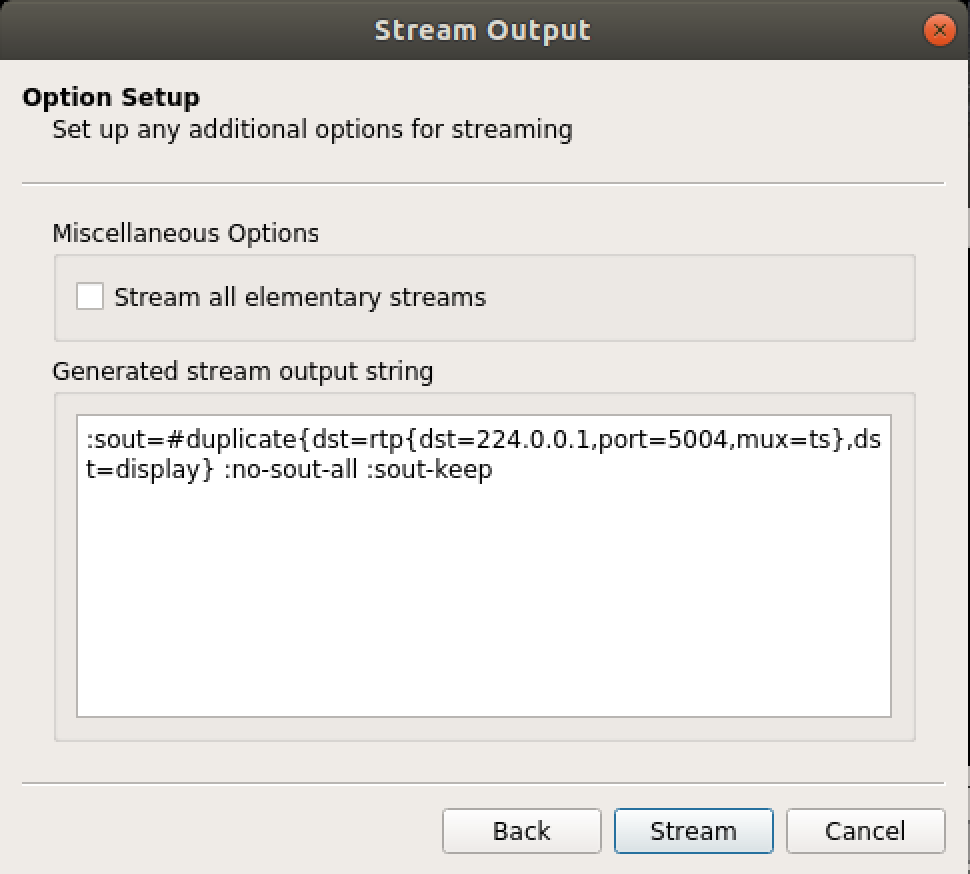 Stream Output
Option Setup
Set up any additional options for streaming
Miscellaneous Options
Stream all elementary streams
Generated stream output string
:sout=#duplicate{dst=rtp{dst=224.0.0.1,port=5004,mux=ts},ds
t=display} :no-sout-all :sout-keep
Back
Stream
Cancel